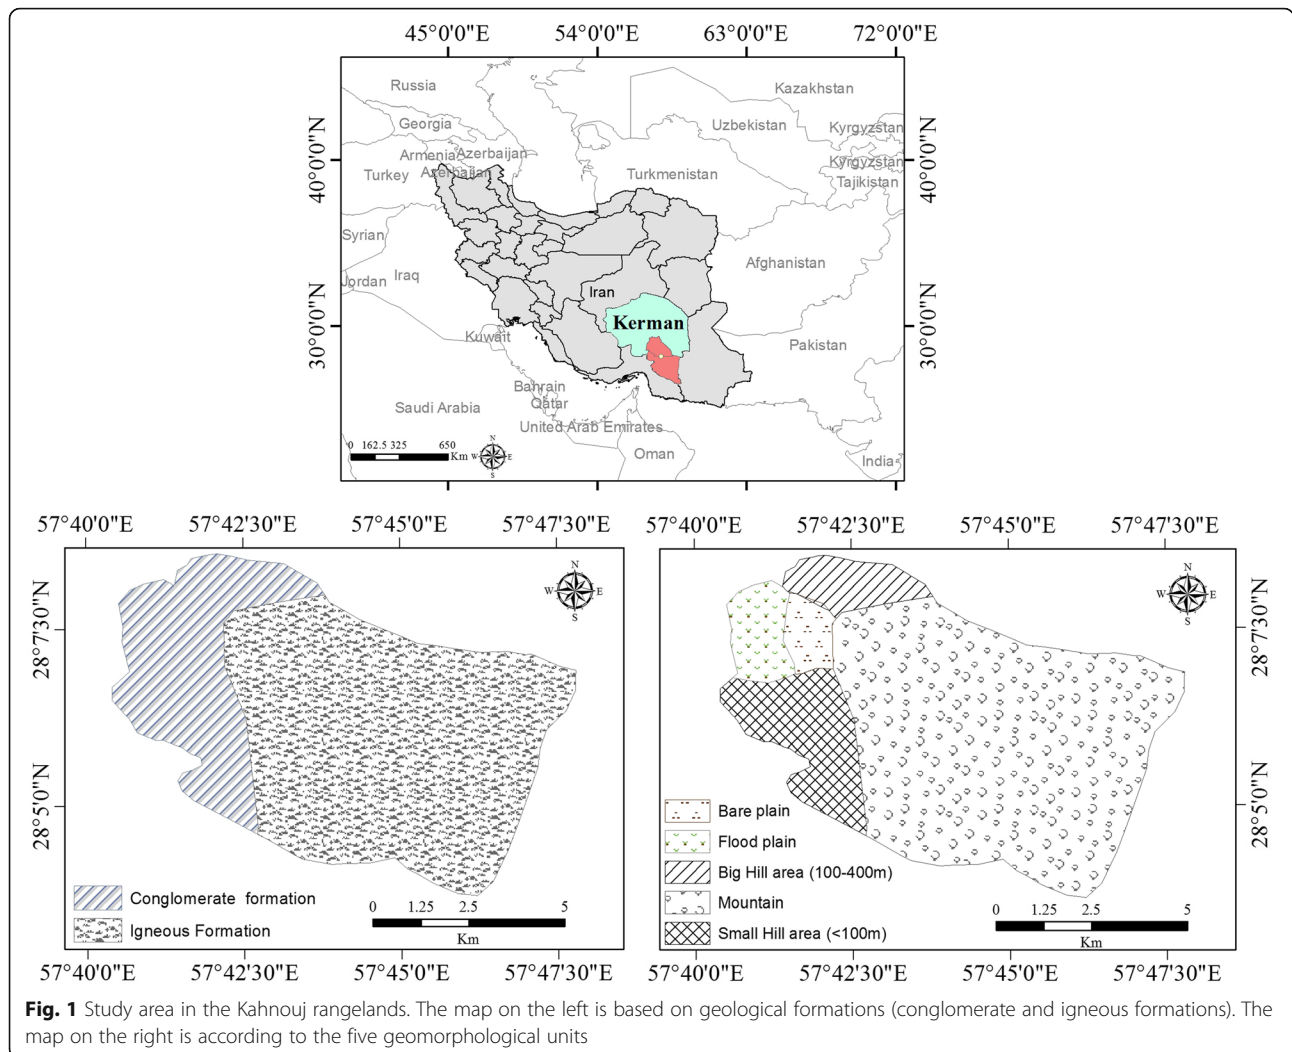 45°0'0"E 54°0'0"E 63°0'0"E 72°0'0"E
40°0'0"N
30°0'0"N
40°0'0"N
30°0'0"N
Russia
Kazakhstan
Georgia
Uzbekistan
Kyrgyzstan
Armenia
Azerbaijan
Kyrgyzstan
Turkey
Azerbaijan
Turkmenistan
Tajikistan
Syrian
Afghanistan
Jordan
Iraq
Iran
Kerman
Kuwait
Pakistan
Bahrain
Qatar
Saudi Arabia
United Arab Emirates
Oman
India
0 162.5 325 650
Km
N
W E
S
57°40'0"E 57°42'30"E 57°45'0"E 57°47'30"E
28°7'30"N
28°5'0"N
N
W E
S
Conglomerate formation
Igneous Formation
0 1.25 2.5 5
Km
57°40'0"E 57°42'30"E 57°45'0"E 57°47'30"E
57°40'0"E 57°42'30"E 57°45'0"E 57°47'30"E
28°7'30"N
28°5'0"N
N
W E
S
Bare plain
Flood plain
Big Hill area (100-400m)
Mountain
Small Hill area (<100m)
0 1.25 2.5 5
Km
57°40'0"E 57°42'30"E 57°45'0"E 57°47'30"E
Fig. 1 Study area in the Kahnouj rangelands. The map on the left is based on geological formations (conglomerate and igneous formations). The
map on the right is according to the five geomorphological units